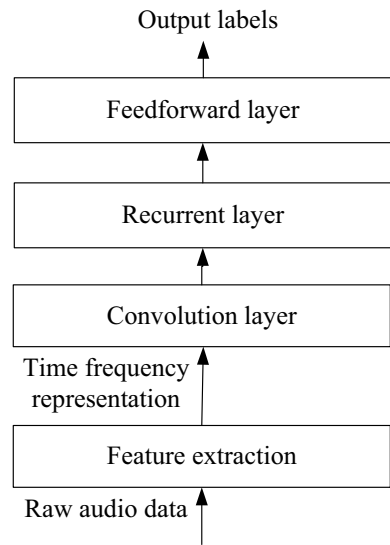 Output labels
Feedforward layer
Recurrent layer
Convolution layer
Time frequency
representation
Feature extraction
Raw audio data